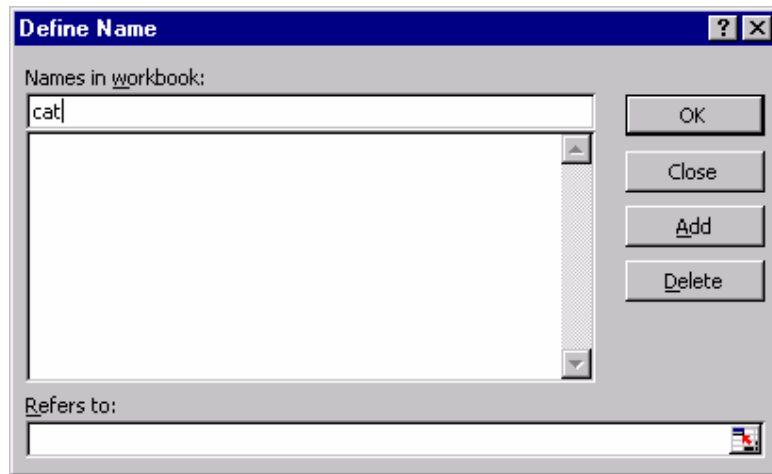 Define Name
Names in workbook:
cat
OK
Close
Add
Delete
Refers to: